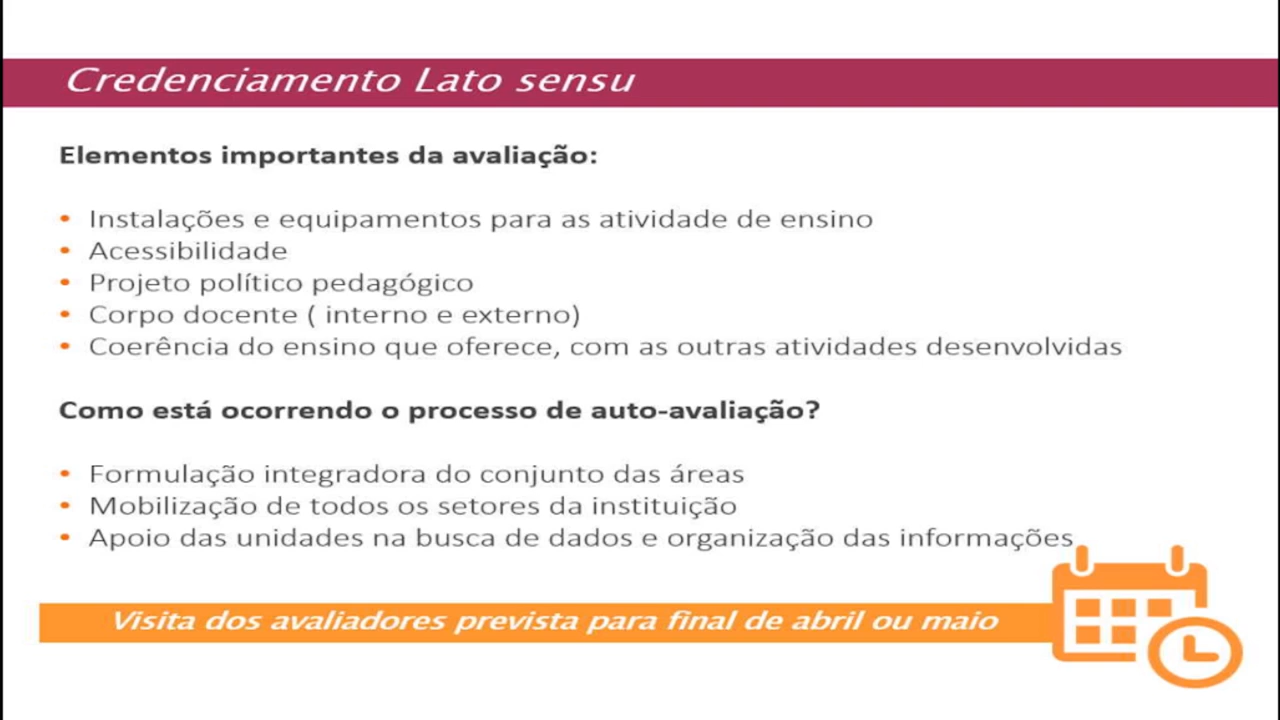 Credenciamento Lato sensu
Elementos importantes da avaliação:
• Instalações e equipamentos para as atividade de ensino
• Acessibilidade
• Projeto político pedagógico
• Corpo docente ( interno e externo)
• Coerência do ensino que oferece, com as outras atividades desenvolvidas
Como está ocorrendo o processo de auto-avaliação?
• Formulação integradora do conjunto das áreas
• Mobilização de todos os setores da instituição
• Apoio das unidades na busca de dados e organização das informações
Visita dos avaliadores prevista para final de abril ou maio